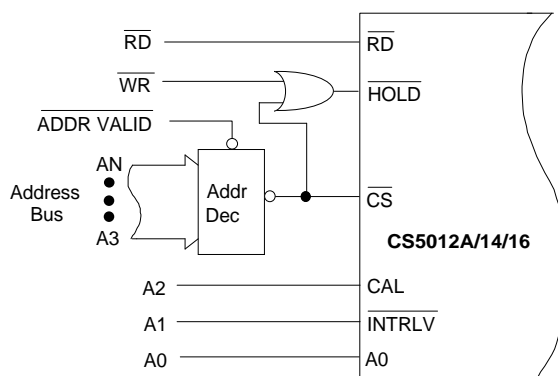 RD RD
WR HOLD
ADDR VALID
AN
Address
Bus
A3
Addr
Dec
CS
CS5012A/14/16
A2 CAL
A1 INTRLV
A0 A0